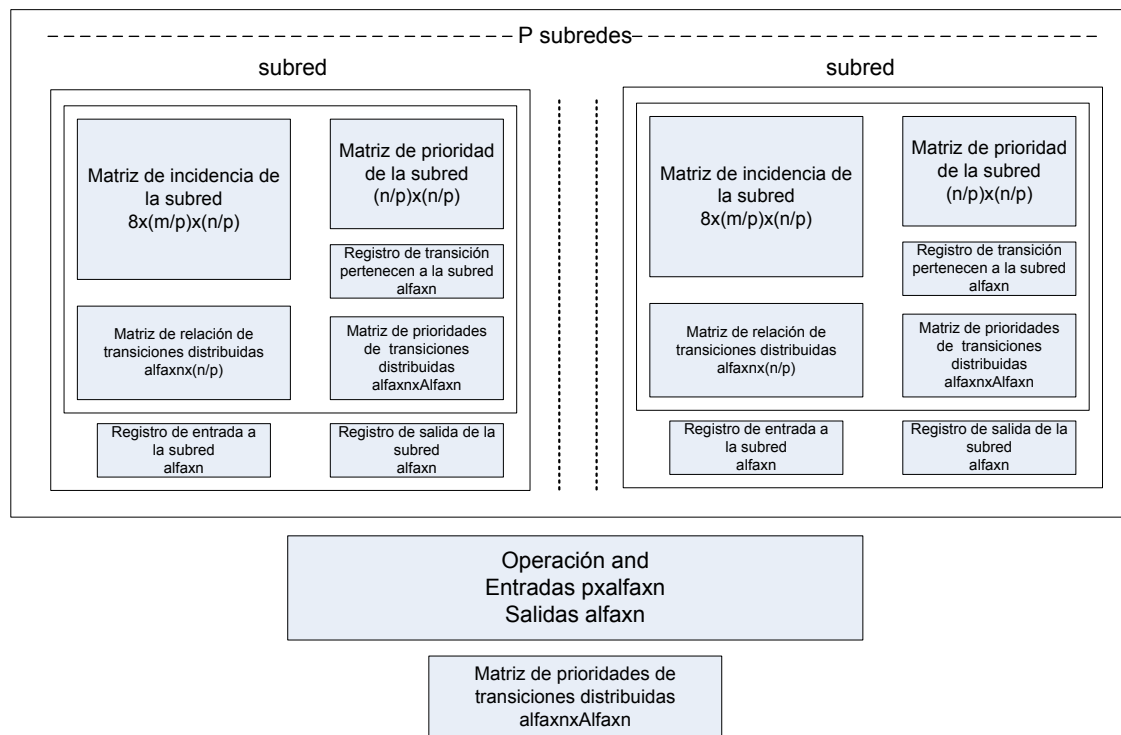 P subredes
subred
Matriz de incidencia de
la subred
8x(m/p)x(n/p)
Matriz de prioridad
de la subred
(n/p)x(n/p)
Registro de transición
pertenecen a la subred
alfaxn
Matriz de relación de
transiciones distribuidas
alfaxnx(n/p)
Matriz de prioridades
de transiciones
distribuidas
alfaxnxAlfaxn
Registro de entrada a
la subred
alfaxn
Registro de salida de la
subred
alfaxn
subred
Matriz de incidencia de
la subred
8x(m/p)x(n/p)
Matriz de prioridad
de la subred
(n/p)x(n/p)
Registro de transición
pertenecen a la subred
alfaxn
Matriz de relación de
transiciones distribuidas
alfaxnx(n/p)
Matriz de prioridades
de transiciones
distribuidas
alfaxnxAlfaxn
Registro de entrada a
la subred
alfaxn
Registro de salida de la
subred
alfaxn
Operación and
Entradas pxalfaxn
Salidas alfaxn
Matriz de prioridades de
transiciones distribuidas
alfaxnxAlfaxn